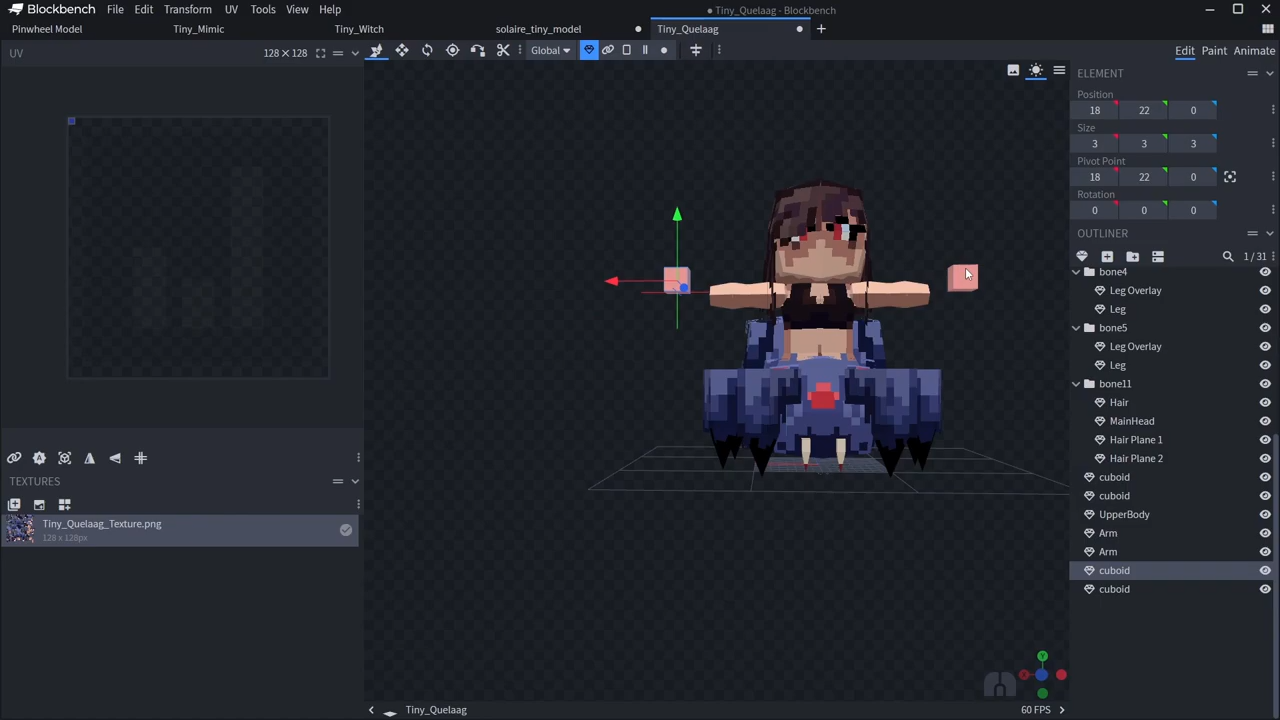 Blockbench File Edit Transform UV Tools View Help
Tiny_Quelaag - Blockbench
Pinwheel Model Tiny_Mimic Tiny_Witch solaire_tiny_model Tiny_Quelaag
UV 128×128
Global
Edit Paint Animate
ELEMENT
Position
18 22 0
Size
3 3 3
Pivot Point
18 22 0
Rotation
0 0 0
OUTLINER
1 / 31
bone4
Leg Overlay
Leg
bone5
Leg Overlay
Leg
bone11
Hair
MainHead
Hair Plane 1
Hair Plane 2
cuboid
cuboid
UpperBody
Arm
Arm
cuboid
cuboid
TEXTURES
Tiny_Quelaag_Texture.png
128 x 128px
Tiny_Quelaag
60 FPS